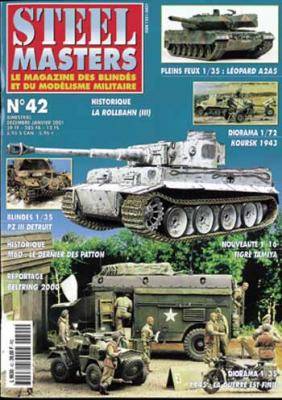 STEEL
MASTERS
LE MAGAZINE DES BLINDÉS
ET DU MODÉLISME MILITAIRE
N°42
BIMESTRIEL
DÉCEMBRE JANVIER 2001
HISTORIQUE
LA ROLLBAHN (III)
PLEINS FEUX 1/35 : LÉOPARD A2A5
DIORAMA 1/72
KOURSK 1943
BLINDES 1/35
PZ III DETRUIT
HISTORIQUE
M60 : LE DERNIER DES PATTON
NOUVEAUTÉ 1/16
TIGRE TAMIYA
REPORTAGE
BELTRING 2000
DIORAMA 1/35
1945 : LA GUERRE EST FINIE